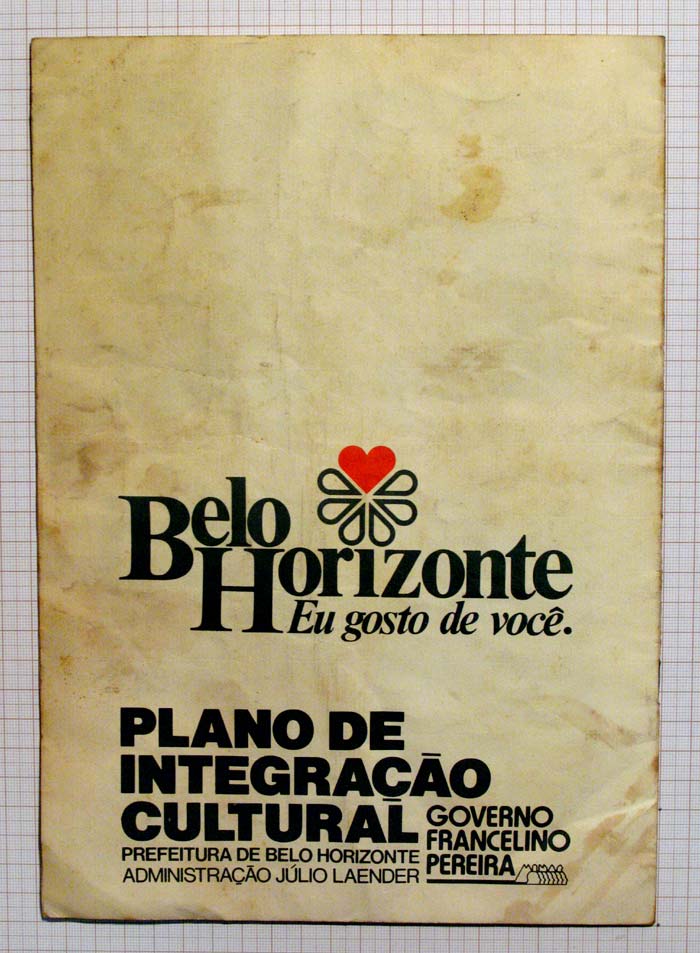 Belo
Horizonte
Eu gosto de você.
PLANO DE
INTEGRAÇÃO
CULTURAL
PREFEITURA DE BELO HORIZONTE
ADMINISTRAÇÃO JÚLIO LAENDER
GOVERNO
FRANCELINO
PEREIRA